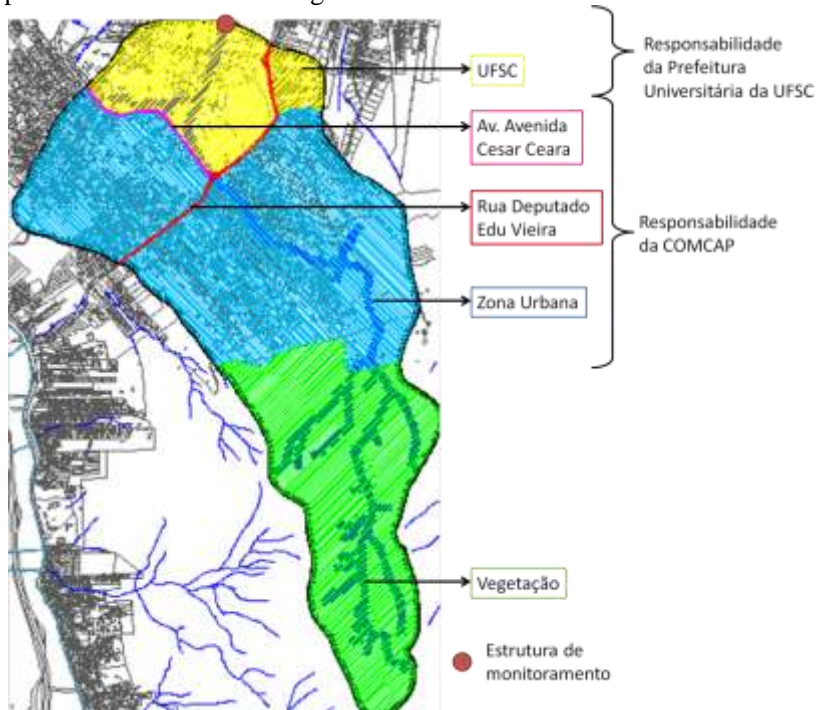 UFSC
Responsabilidade
da Prefeitura
Universitária da UFSC
Av. Avenida
Cesar Ceara
Rua Deputado
Edu Vieira
Responsabilidade
da COMCAP
Zona Urbana
Vegetação
Estrutura de
monitoramento